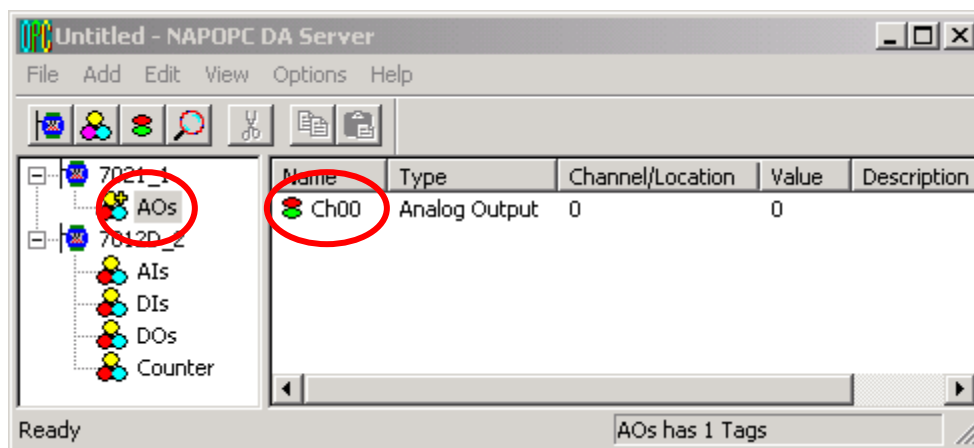 Untitled - NAPOPC DA Server
File Add Edit View Options Help
7021_1
AOs
7012D_2
AIs
DIs
DOs
Counter
Name Type Channel/Location Value Description
Ch00 Analog Output 0 0
Ready AOs has 1 Tags